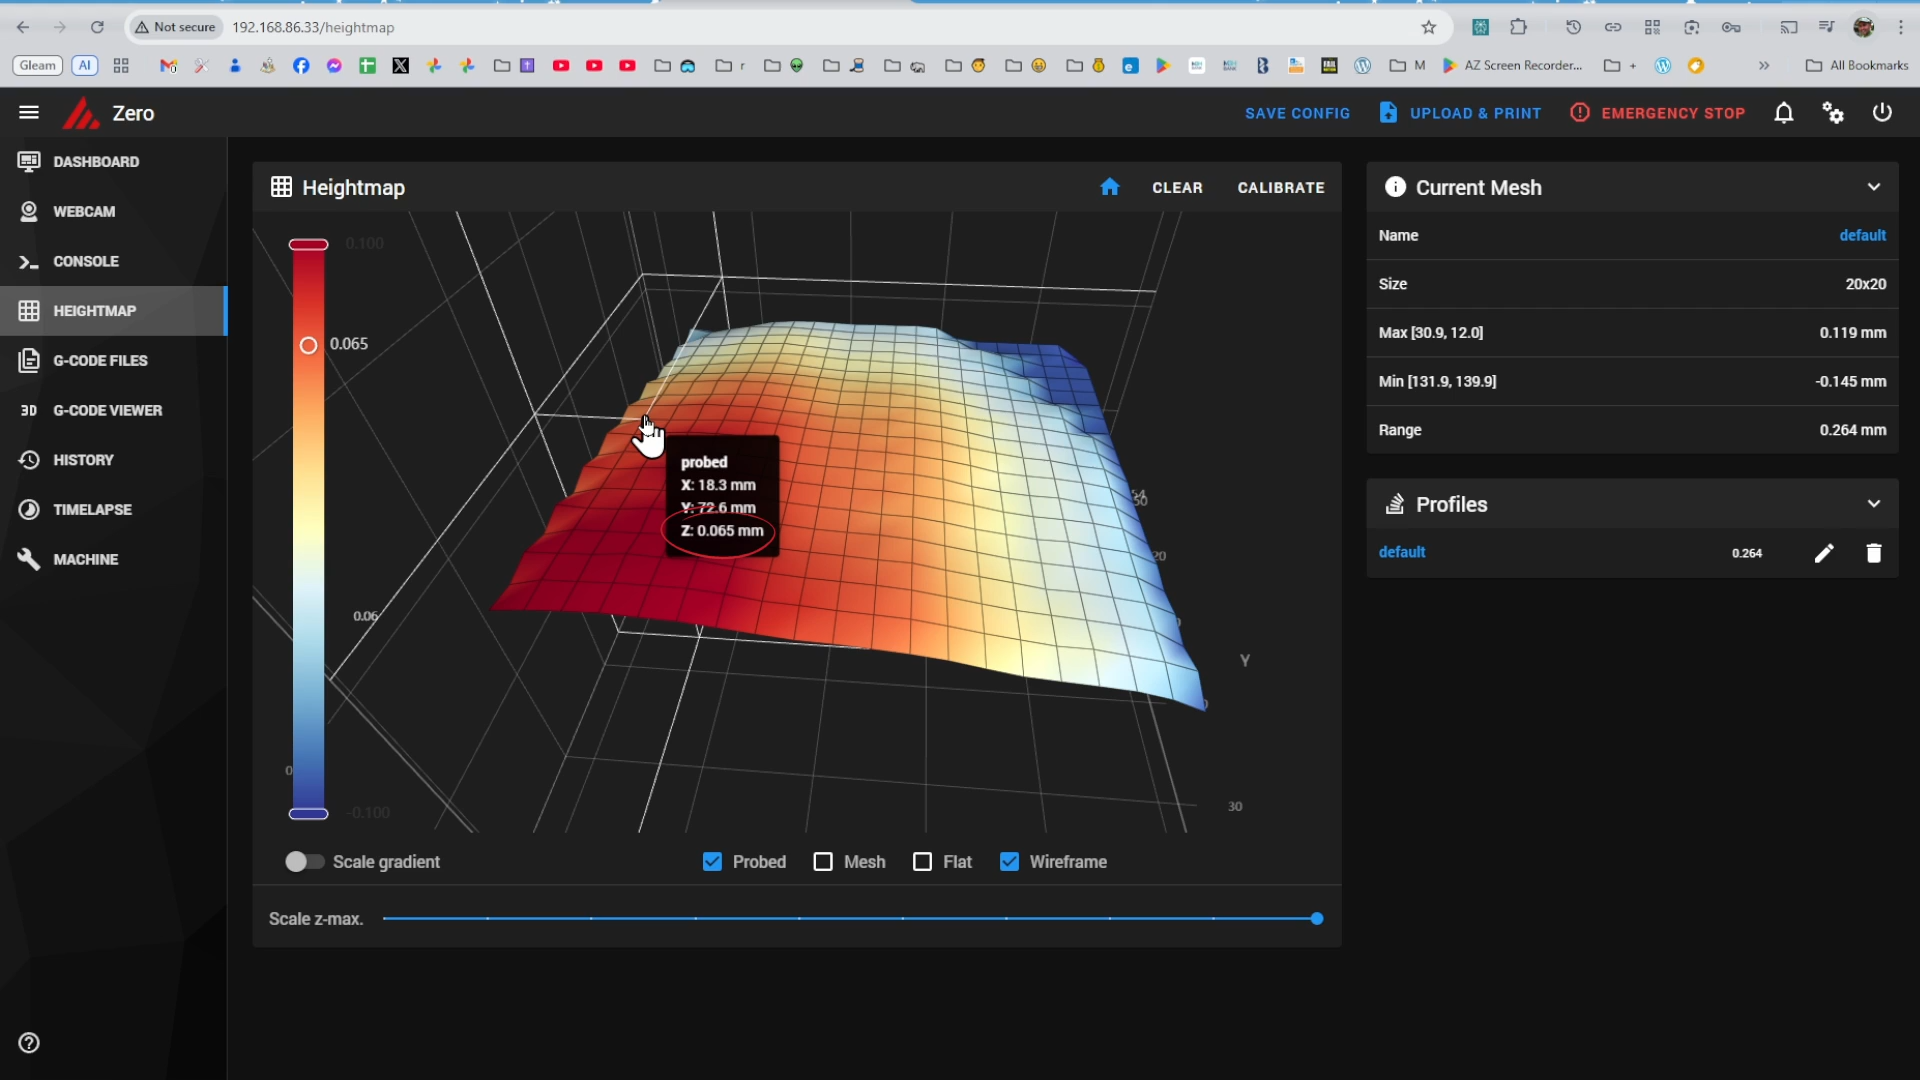 Not secure 192.168.86.33/heightmap
Gleam AI r M AZ Screen Recorder... + » All Bookmarks
Zero SAVE CONFIG UPLOAD & PRINT EMERGENCY STOP
DASHBOARD
WEBCAM
CONSOLE
HEIGHTMAP
G-CODE FILES
3D G-CODE VIEWER
HISTORY
TIMELAPSE
MACHINE
Heightmap CLEAR CALIBRATE
0.100
0.065
0.06
0
-0.100
probed
X: 18.3 mm
Y: 72.6 mm
Z: 0.065 mm
50
20
0
Y
30
Scale gradient Probed Mesh Flat Wireframe
Scale z-max.
Current Mesh
Name default
Size 20x20
Max [30.9, 12.0] 0.119 mm
Min [131.9, 139.9] -0.145 mm
Range 0.264 mm
Profiles
default 0.264